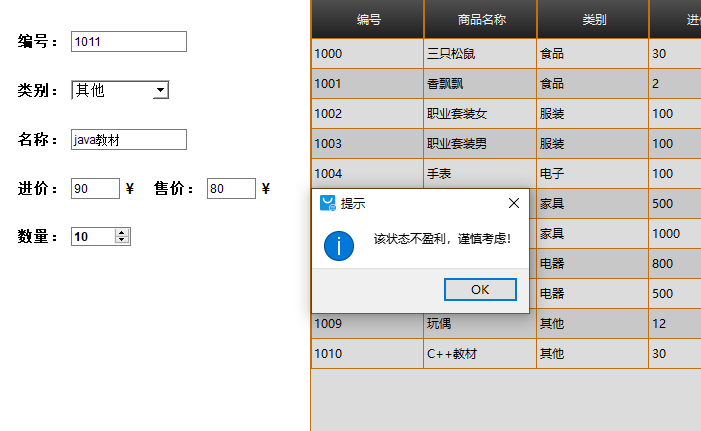 编号： 1011
类别： 其他
名称： java教材
进价： 90 ¥ 售价： 80 ¥
数量： 10
编号 商品名称 类别
1000 三只松鼠 食品 30
1001 香飘飘 食品 2
1002 职业套装女 服装 100
1003 职业套装男 服装 100
1004 手表 电子 100
家具 500
家具 1000
电器 800
电器 500
1009 玩偶 其他 12
1010 C++教材 其他 30
提示
该状态不盈利，谨慎考虑！
OK